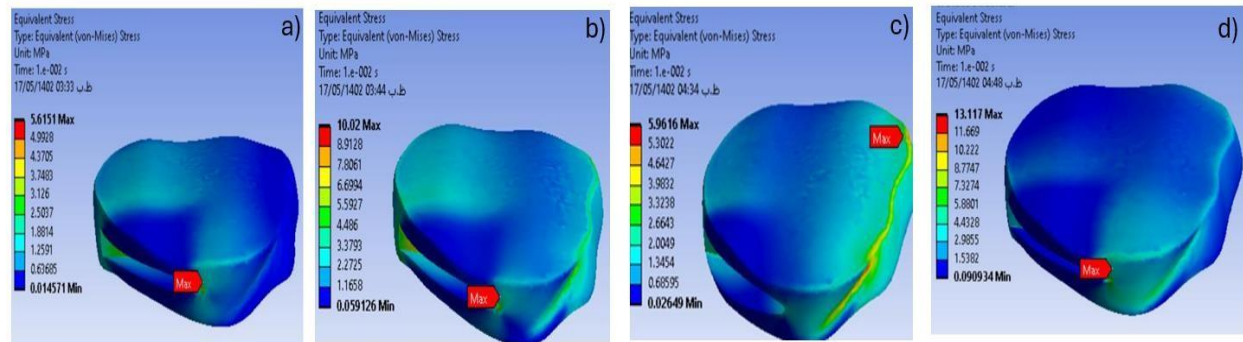 Equivalent Stress
Type: Equivalent (von-Mises) Stress
Unit: MPa
Time: 1.e-002 s
17/05/1402 03:33 ظ.ب
a)
5.6151 Max
4.9928
4.3705
3.7483
3.126
2.5037
1.8814
1.2591
0.63685
0.014571 Min
Max
Equivalent Stress
Type: Equivalent (von-Mises) Stress
Unit: MPa
Time: 1.e-002 s
17/05/1402 03:44 ظ.ب
b)
10.02 Max
8.9128
7.8061
6.6994
5.5927
4.486
3.3793
2.2725
1.1658
0.059126 Min
Max
Equivalent Stress
Type: Equivalent (von-Mises) Stress
Unit: MPa
Time: 1.e-002 s
17/05/1402 04:34 ظ.ب
c)
5.9616 Max
5.3022
4.6427
3.9832
3.3238
2.6643
2.0049
1.3454
0.68595
0.02649 Min
Max
Equivalent Stress
Type: Equivalent (von-Mises) Stress
Unit: MPa
Time: 1.e-002 s
17/05/1402 04:48 ظ.ب
d)
13.117 Max
11.669
10.222
8.7747
7.3274
5.8801
4.4328
2.9855
1.5382
0.090934 Min
Max